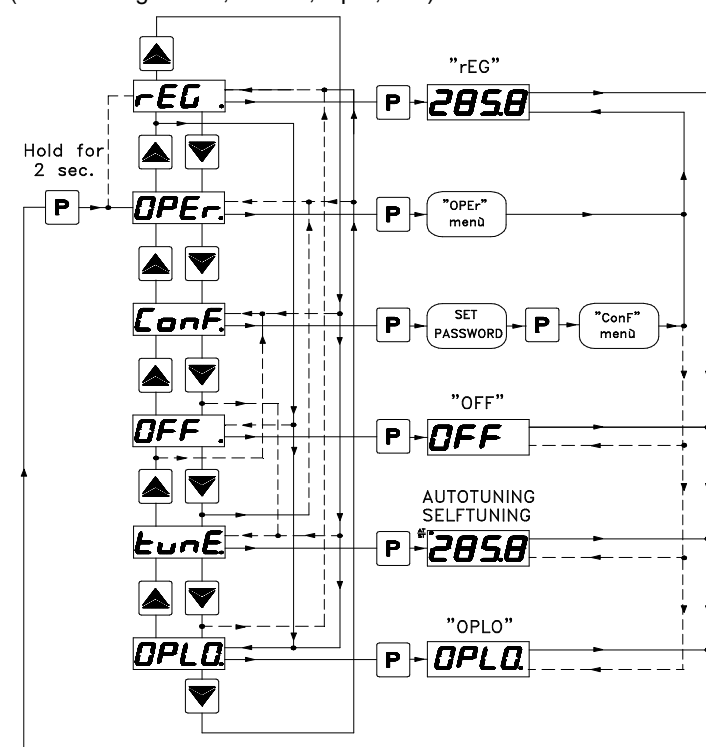 "rEG"
P
rEG .
285.8
Hold for
2 sec.
P
OPEr.
P
"OPEr"
menù
ConF.
P
SET
PASSWORD
P
"ConF"
menù
"OFF"
OFF .
P
OFF
AUTOTUNING
SELFTUNING
tunE.
P
285.8
"OPLO"
OPLO.
P
OPLO.